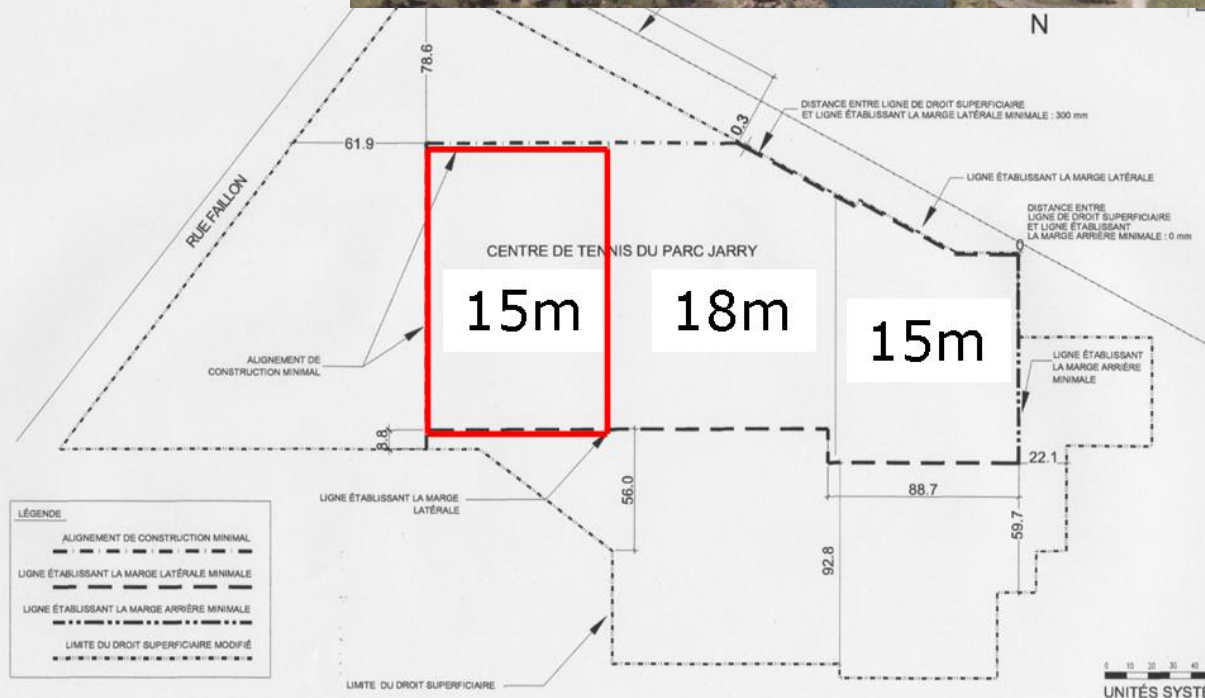 N
78.6
0.3
DISTANCE ENTRE LIGNE DE DROIT SUPERFICIAIRE
ET LIGNE ÉTABLISSANT LA MARGE LATÉRALE MINIMALE : 300 mm
61.9
LIGNE ÉTABLISSANT LA MARGE LATÉRALE
RUE FAILLON
DISTANCE ENTRE
LIGNE DE DROIT SUPERFICIAIRE
ET LIGNE ÉTABLISSANT
LA MARGE ARRIÈRE MINIMALE : 0 mm
0
CENTRE DE TENNIS DU PARC JARRY
15m
18m
15m
ALIGNEMENT DE
CONSTRUCTION MINIMAL
LIGNE ÉTABLISSANT
LA MARGE ARRIÈRE
MINIMALE
8.8
22.1
88.7
56.0
LIGNE ÉTABLISSANT LA MARGE
LATÉRALE
59.7
92.8
LÉGENDE
ALIGNEMENT DE CONSTRUCTION MINIMAL
LIGNE ÉTABLISSANT LA MARGE LATÉRALE MINIMALE
LIGNE ÉTABLISSANT LA MARGE ARRIÈRE MINIMALE
LIMITE DU DROIT SUPERFICIAIRE MODIFIÉ
LIMITE DU DROIT SUPERFICIAIRE
0 10 20 30 40
UNITÉS